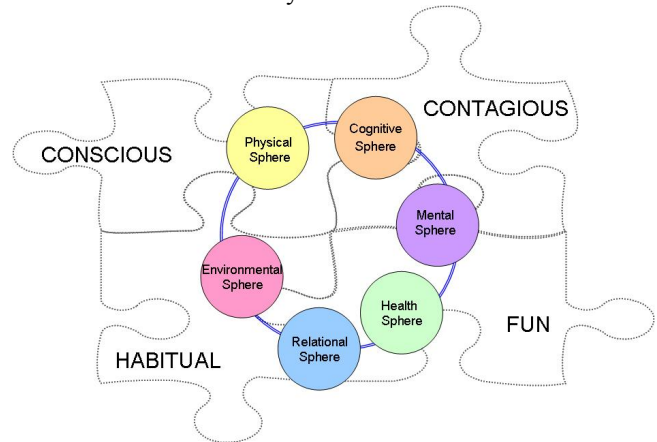 CONTAGIOUS
CONSCIOUS
Physical
Sphere
Cognitive
Sphere
Mental
Sphere
Environmental
Sphere
Health
Sphere
Relational
Sphere
HABITUAL
FUN